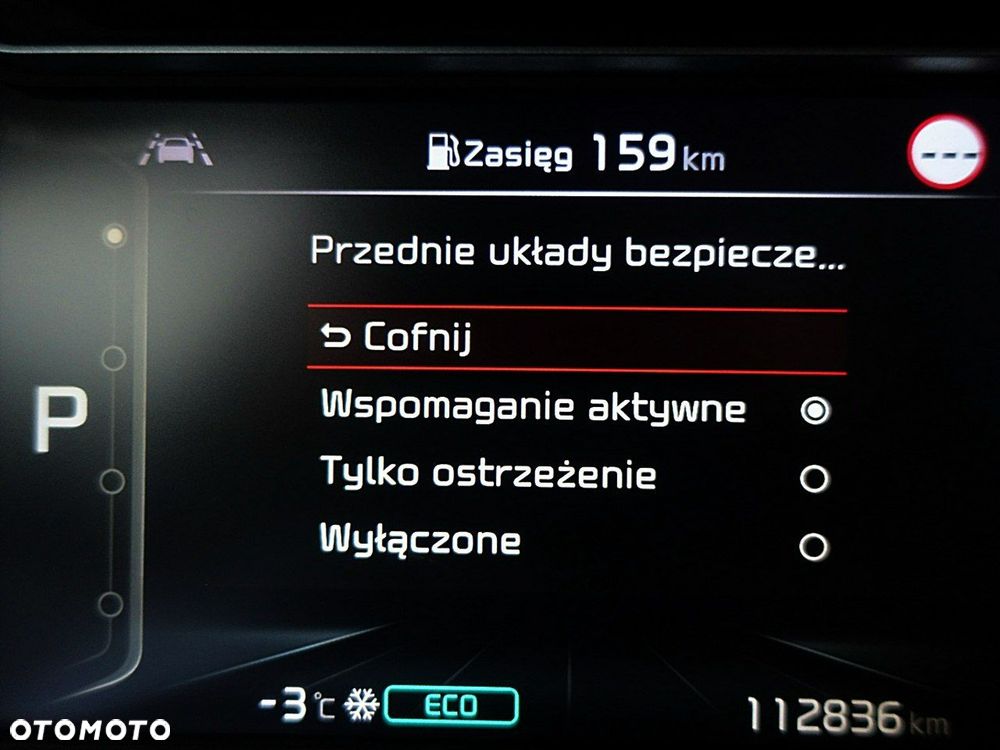 Zasięg 159 km
---
Przednie układy bezpiecze...
Cofnij
Wspomaganie aktywne
P
Tylko ostrzeżenie
Wyłączone
-3 °C ECO
112836 km
OTOMOTO